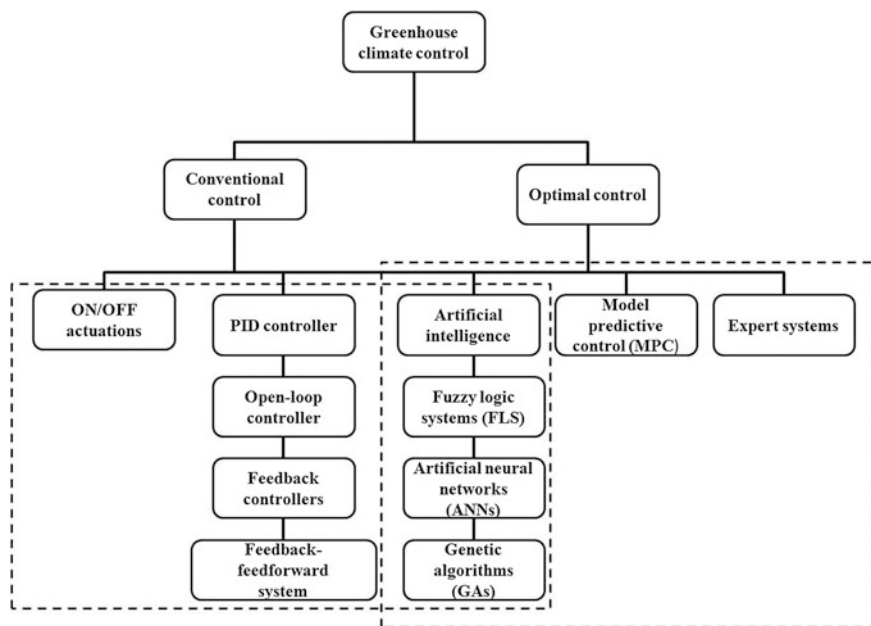 Greenhouse
climate control
Conventional
control
Optimal control
ON/OFF
actuations
PID controller
Artificial
intelligence
Model
predictive
control (MPC)
Expert systems
Open-loop
controller
Fuzzy logic
systems (FLS)
Feedback
controllers
Artificial neural
networks
(ANNs)
Feedback-
feedforward
system
Genetic
algorithms
(GAs)